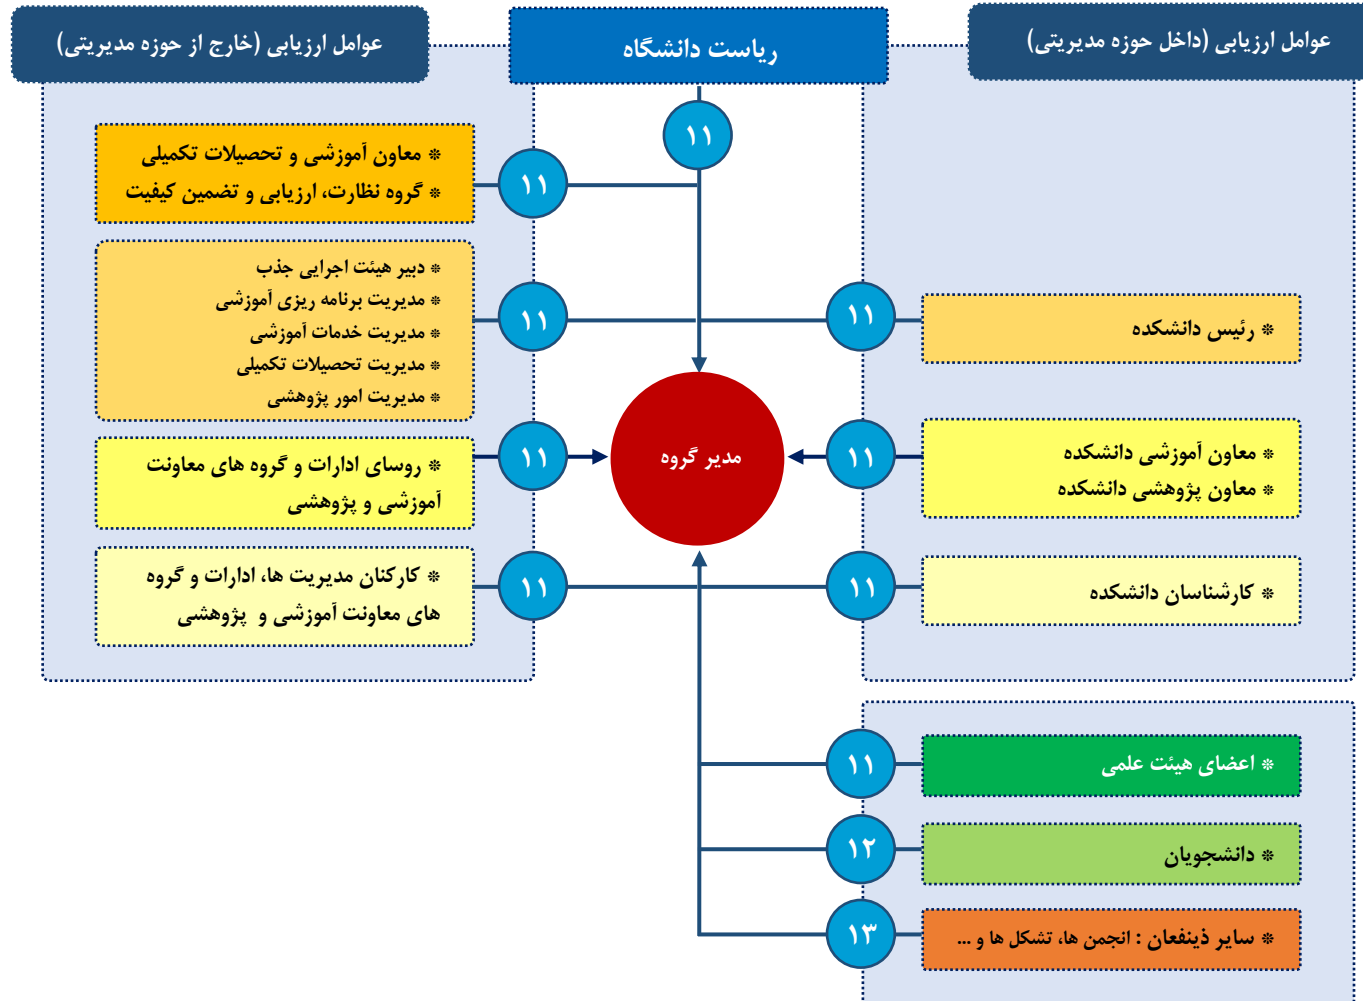 عوامل ارزیابی (داخل حوزه مدیریتی)
ریاست دانشگاه
عوامل ارزیابی (خارج از حوزه مدیریتی)
۱۱
* معاون آموزشی و تحصیلات تکمیلی
* گروه نظارت، ارزیابی و تضمین کیفیت
۱۱
* رئیس دانشکده
۱۱
* دبیر هیئت اجرایی جذب
* مدیریت برنامه ریزی آموزشی
* مدیریت خدمات آموزشی
* مدیریت تحصیلات تکمیلی
* مدیریت امور پژوهشی
۱۱
* معاون آموزشی دانشکده
* معاون پژوهشی دانشکده
۱۱
مدیر گروه
۱۱
* روسای ادارات و گروه های معاونت
آموزشی و پژوهشی
* کارشناسان دانشکده
۱۱
۱۱
* کارکنان مدیریت ها، ادارات و گروه
های معاونت آموزشی و پژوهشی
* اعضای هیئت علمی
۱۱
* دانشجویان
۱۲
* سایر ذینفعان : انجمن ها، تشکل ها و ...
۱۳